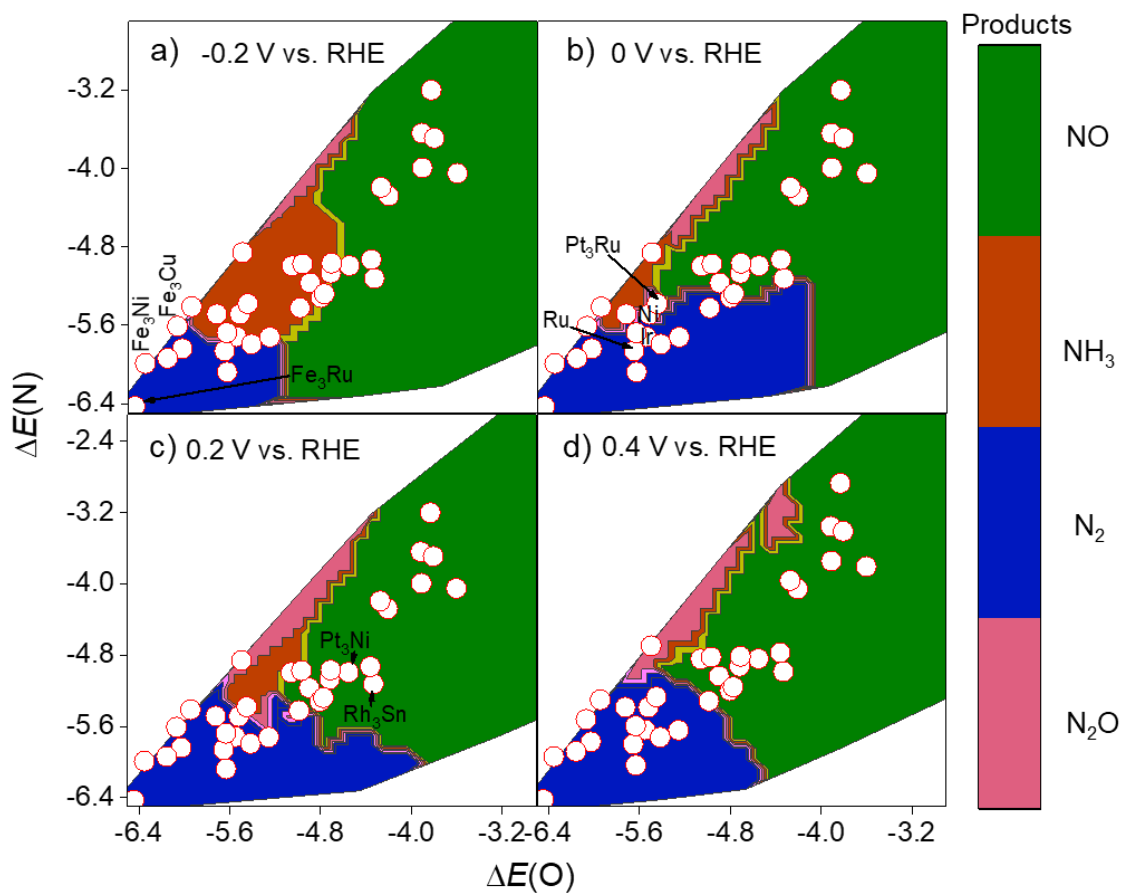 Products
a) -0.2 V vs. RHE
b) 0 V vs. RHE
-3.2
-4.0
-4.8
-5.6
-6.4
Fe₃Ni
Fe₃Cu
Fe₃Ru
Pt₃Ru
Ni
Ru
Ir
NO
NH₃
N₂
N₂O
ΔE(N)
c) 0.2 V vs. RHE
d) 0.4 V vs. RHE
-2.4
-3.2
-4.0
-4.8
-5.6
-6.4
Pt₃Ni
Rh₃Sn
-6.4 -5.6 -4.8 -4.0 -3.2 -6.4 -5.6 -4.8 -4.0 -3.2
ΔE(O)